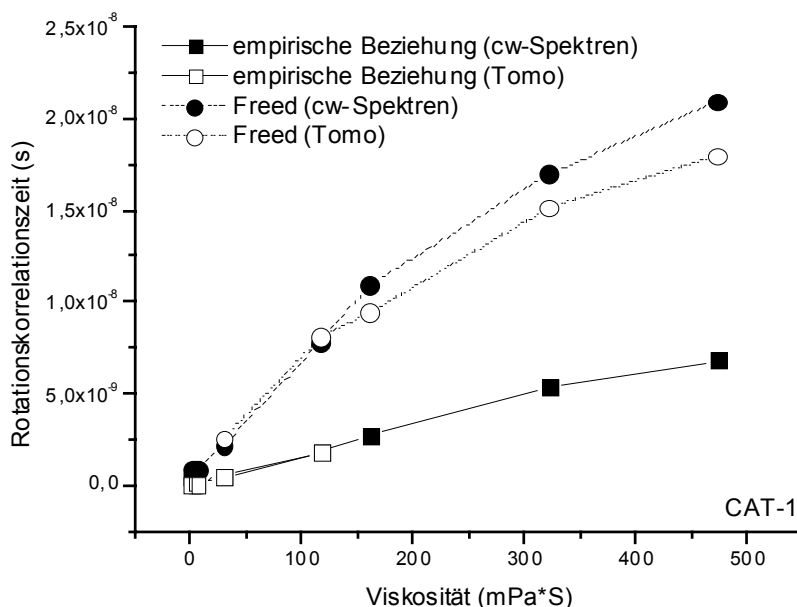 2,5x10⁻⁸
2,0x10⁻⁸
1,5x10⁻⁸
1,0x10⁻⁸
5,0x10⁻⁹
0,0
Rotationskorrelationszeit (s)
empirische Beziehung (cw-Spektren)
empirische Beziehung (Tomo)
Freed (cw-Spektren)
Freed (Tomo)
CAT-1
0 100 200 300 400 500
Viskosität (mPa*S)